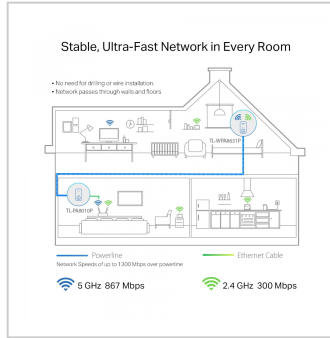 Stable, Ultra-Fast Network in Every Room
• No need for drilling or wire installation.
• Network passes through walls and floors
TL-WPA8631P
TL-PA8010P
Powerline
Ethernet Cable
Network Speeds of up to 1300 Mbps over powerline
5 GHz 867 Mbps
2.4 GHz 300 Mbps